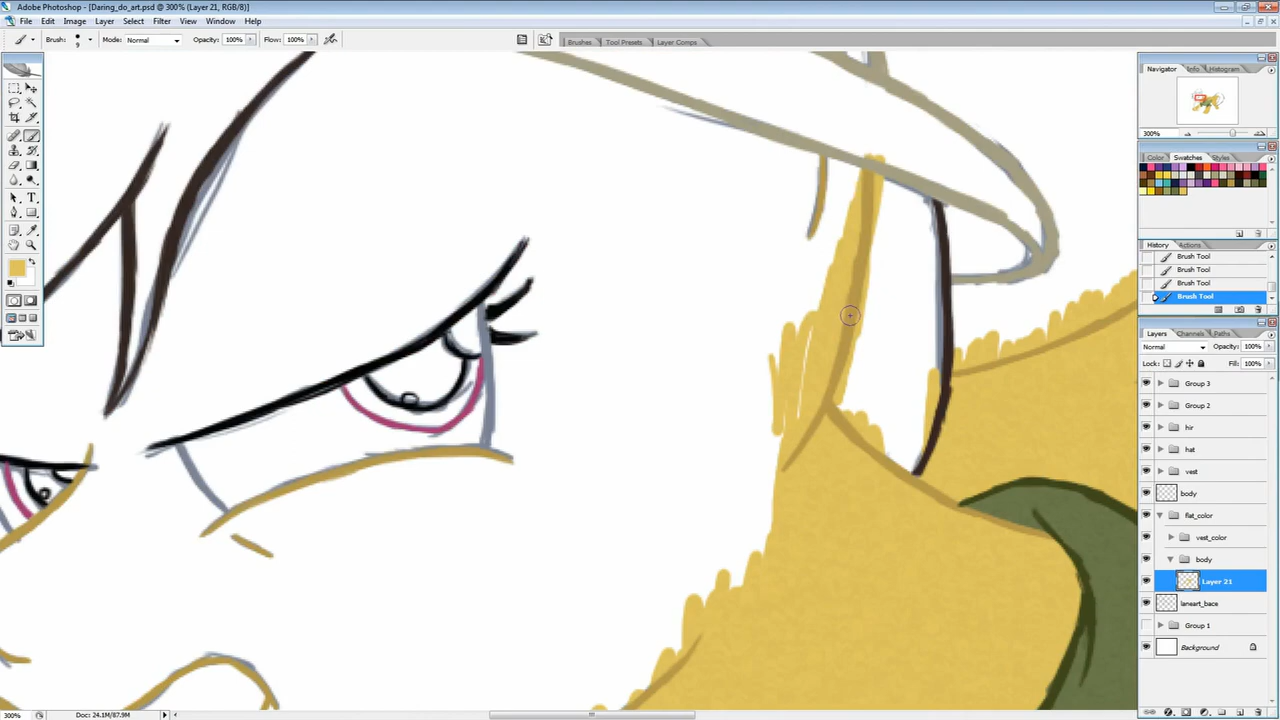 Adobe Photoshop - [Daring_do_art.psd @ 300% (Layer 21, RGB/8)]
File Edit Image Layer Select Filter View Window Help
Brush: 9 Mode: Normal Opacity: 100% Flow: 100% Brushes Tool Presets Layer Comps
Navigator Info Histogram
300%
Color Swatches Styles
History Actions
Brush Tool
Brush Tool
Brush Tool
Brush Tool
Layers Channels Paths
Normal Opacity: 100%
Lock: Fill: 100%
Group 3
Group 2
hir
hat
vest
body
flat_color
vest_color
body
Layer 21
laneart_bace
Group 1
Background
300% Doc: 24.1M/87.9M